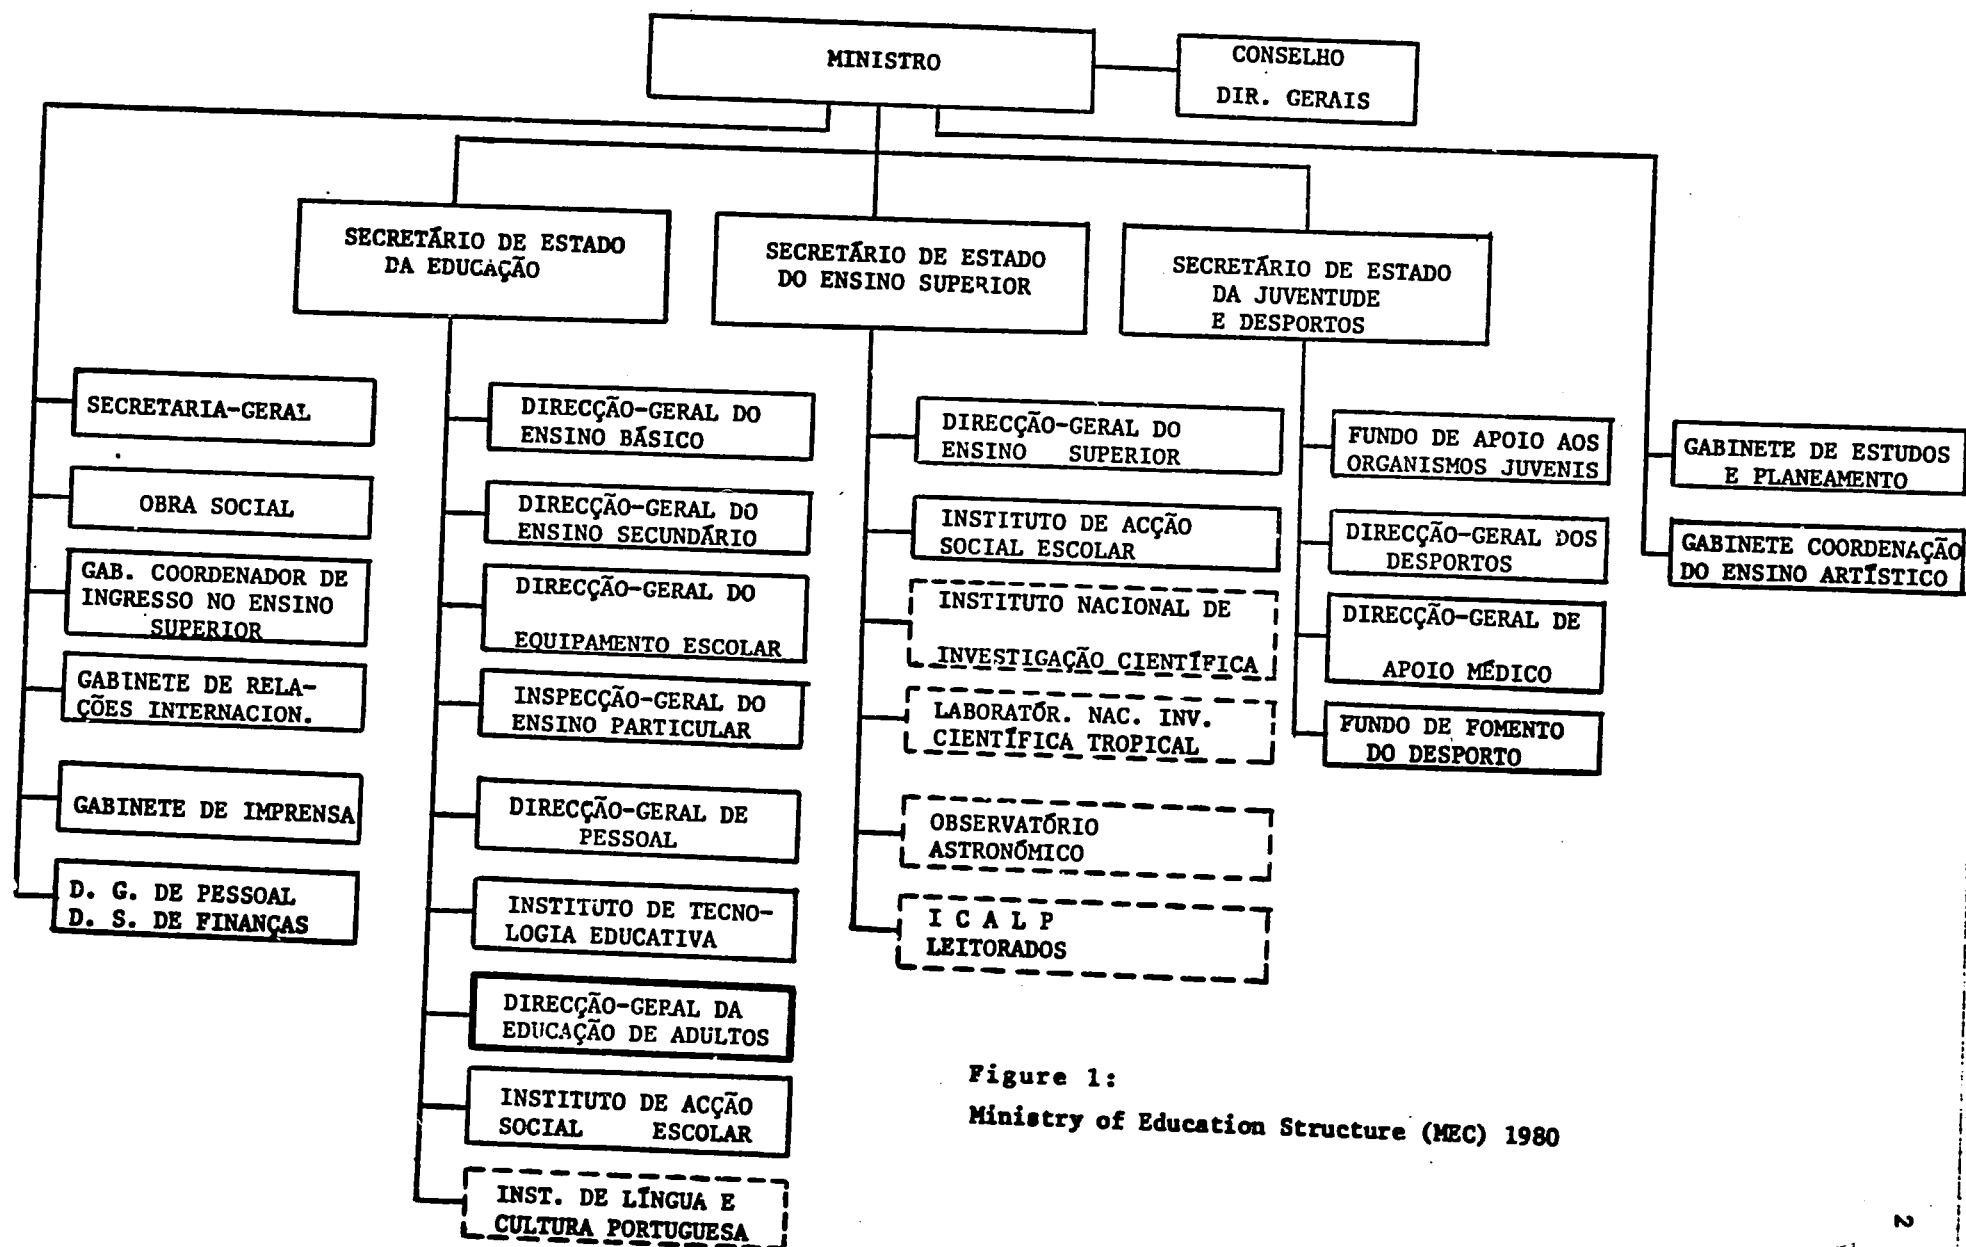 MINISTRO
CONSELHO
DIR. GERAIS
SECRETÁRIO DE ESTADO
DA EDUCAÇÃO
SECRETÁRIO DE ESTADO
DO ENSINO SUPERIOR
SECRETÁRIO DE ESTADO
DA JUVENTUDE
E DESPORTOS
SECRETARIA-GERAL
OBRA SOCIAL
GAB. COORDENADOR DE
INGRESSO NO ENSINO
SUPERIOR
GABINETE DE RELA-
ÇÕES INTERNACION.
GABINETE DE IMPRENSA
D. G. DE PESSOAL
D. S. DE FINANÇAS
DIRECÇÃO-GERAL DO
ENSINO BÁSICO
DIRECÇÃO-GERAL DO
ENSINO SECUNDÁRIO
DIRECÇÃO-GERAL DO
EQUIPAMENTO ESCOLAR
INSPECÇÃO-GERAL DO
ENSINO PARTICULAR
DIRECÇÃO-GERAL DE
PESSOAL
INSTITUTO DE TECNO-
LOGIA EDUCATIVA
DIRECÇÃO-GERAL DA
EDUCAÇÃO DE ADULTOS
INSTITUTO DE ACÇÃO
SOCIAL ESCOLAR
INST. DE LÍNGUA E
CULTURA PORTUGUESA
DIRECÇÃO-GERAL DO
ENSINO SUPERIOR
INSTITUTO DE ACÇÃO
SOCIAL ESCOLAR
INSTITUTO NACIONAL DE
INVESTIGAÇÃO CIENTÍFICA
LABORATÓR. NAC. INV.
CIENTÍFICA TROPICAL
OBSERVATÓRIO
ASTRONÓMICO
I C A L P
LEITORADOS
FUNDO DE APOIO AOS
ORGANISMOS JUVENIS
DIRECÇÃO-GERAL DOS
DESPORTOS
DIRECÇÃO-GERAL DE
APOIO MÉDICO
FUNDO DE FOMENTO
DO DESPORTO
GABINETE DE ESTUDOS
E PLANEAMENTO
GABINETE COORDENAÇÃO
DO ENSINO ARTÍSTICO
Figure 1:
Ministry of Education Structure (MEC) 1980
2